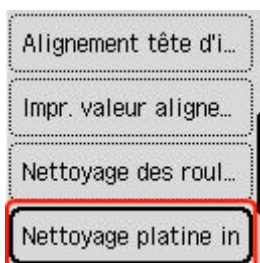 Alignement tête d'i...
Impr. valeur aligne...
Nettoyage des roul...
Nettoyage platine in